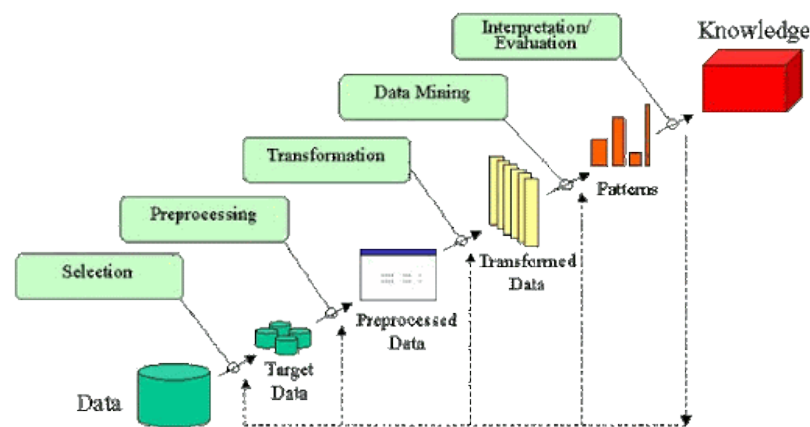 Interpretation/
Evaluation
Knowledge
Data Mining
Transformation
Patterns
Preprocessing
Transformed
Data
Selection
Preprocessed
Data
Target
Data
Data